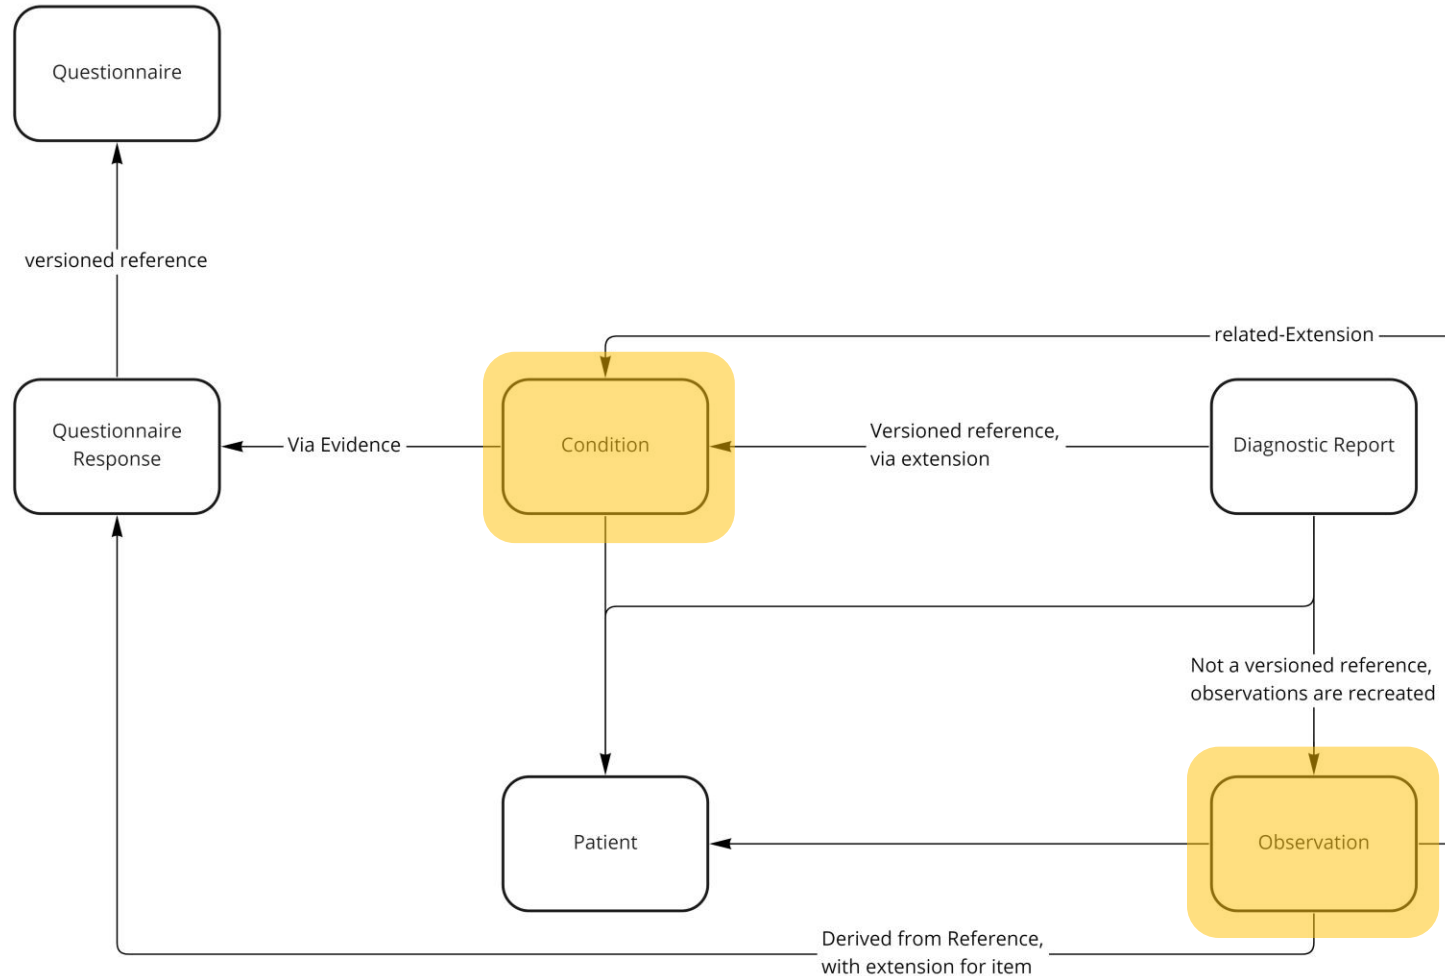 Questionnaire
versioned reference
related-Extension
Questionnaire
Response
Via Evidence
Condition
Versioned reference,
via extension
Diagnostic Report
Not a versioned reference,
observations are recreated
Patient
Observation
Derived from Reference,
with extension for item